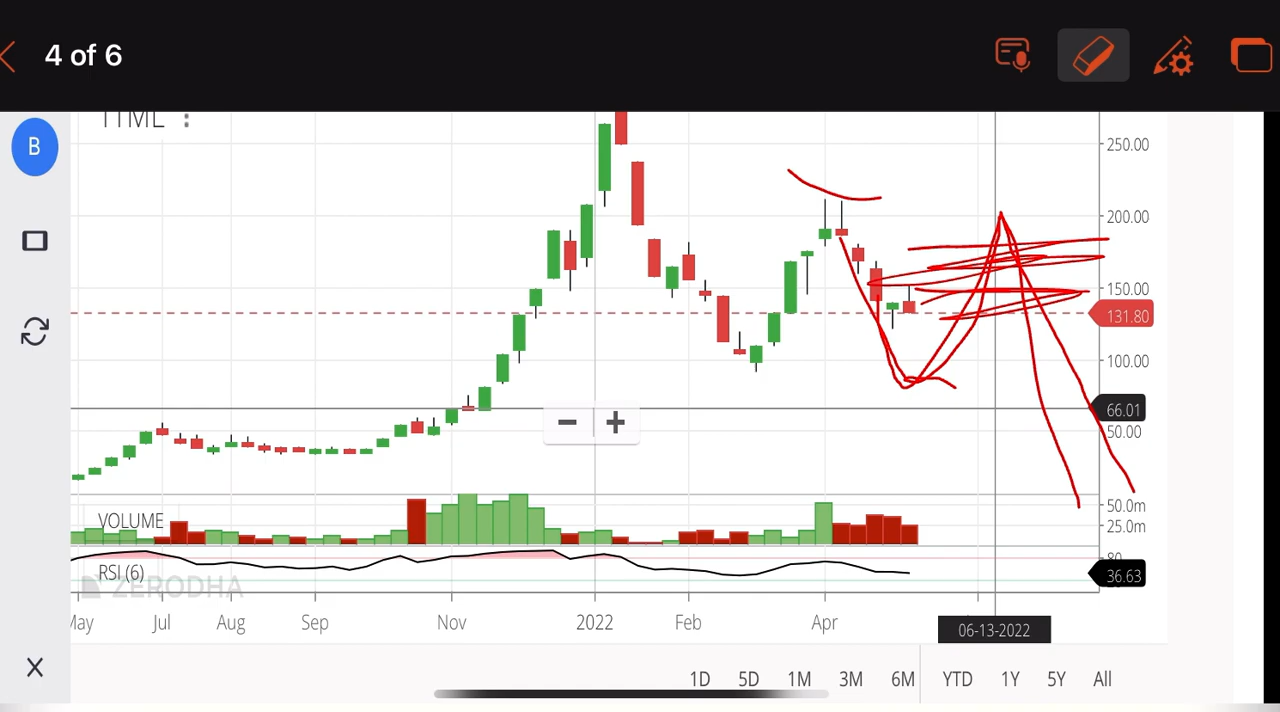 4 of 6
B
TTML
250.00
200.00
150.00
131.80
100.00
66.01
50.00
VOLUME
50.0m
25.0m
80
RSI (6)
36.63
ZERODHA
May Jul Aug Sep Nov 2022 Feb Apr
06-13-2022
1D 5D 1M 3M 6M YTD 1Y 5Y All